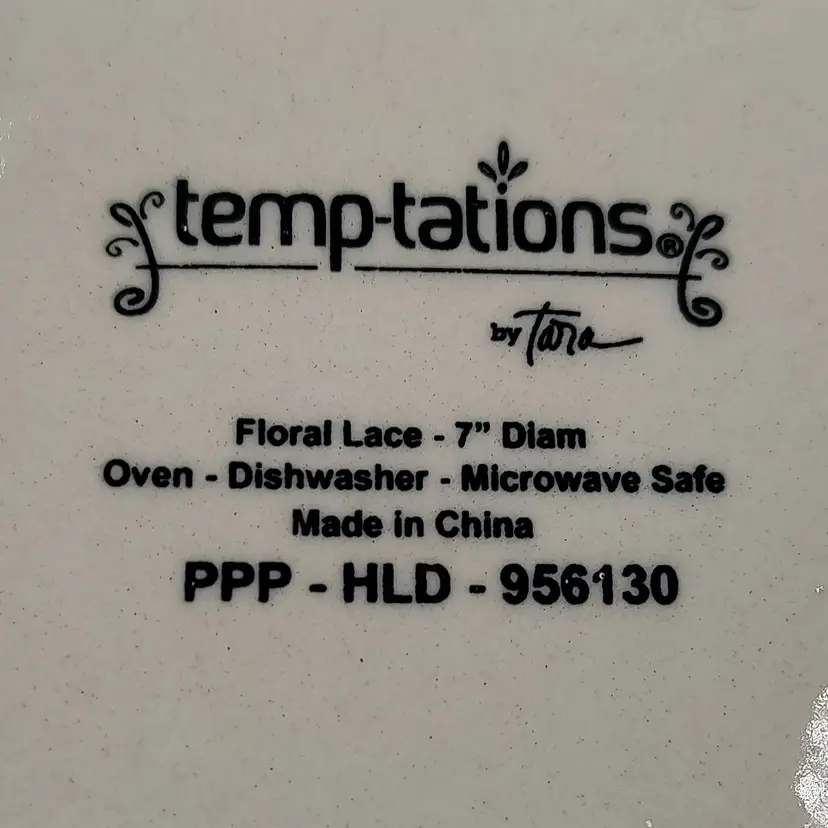 temp-tations®
by Tara
Floral Lace - 7” Diam
Oven - Dishwasher - Microwave Safe
Made in China
PPP - HLD - 956130